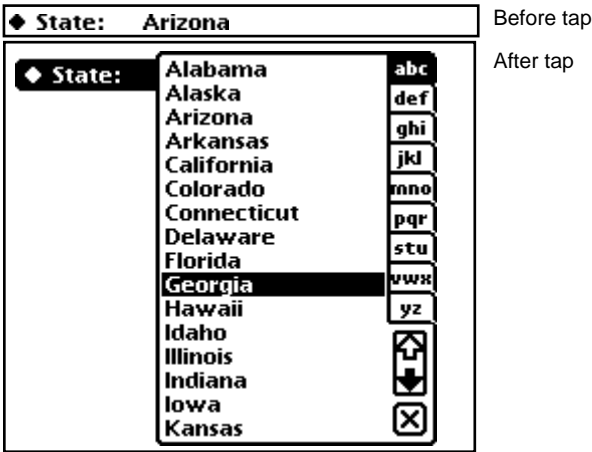 ◆ State: Arizona
Before tap
After tap
◆ State:
Alabama
Alaska
Arizona
Arkansas
California
Colorado
Connecticut
Delaware
Florida
Georgia
Hawaii
Idaho
Illinois
Indiana
Iowa
Kansas
abc
def
ghi
jkl
mno
pqr
stu
vwx
yz